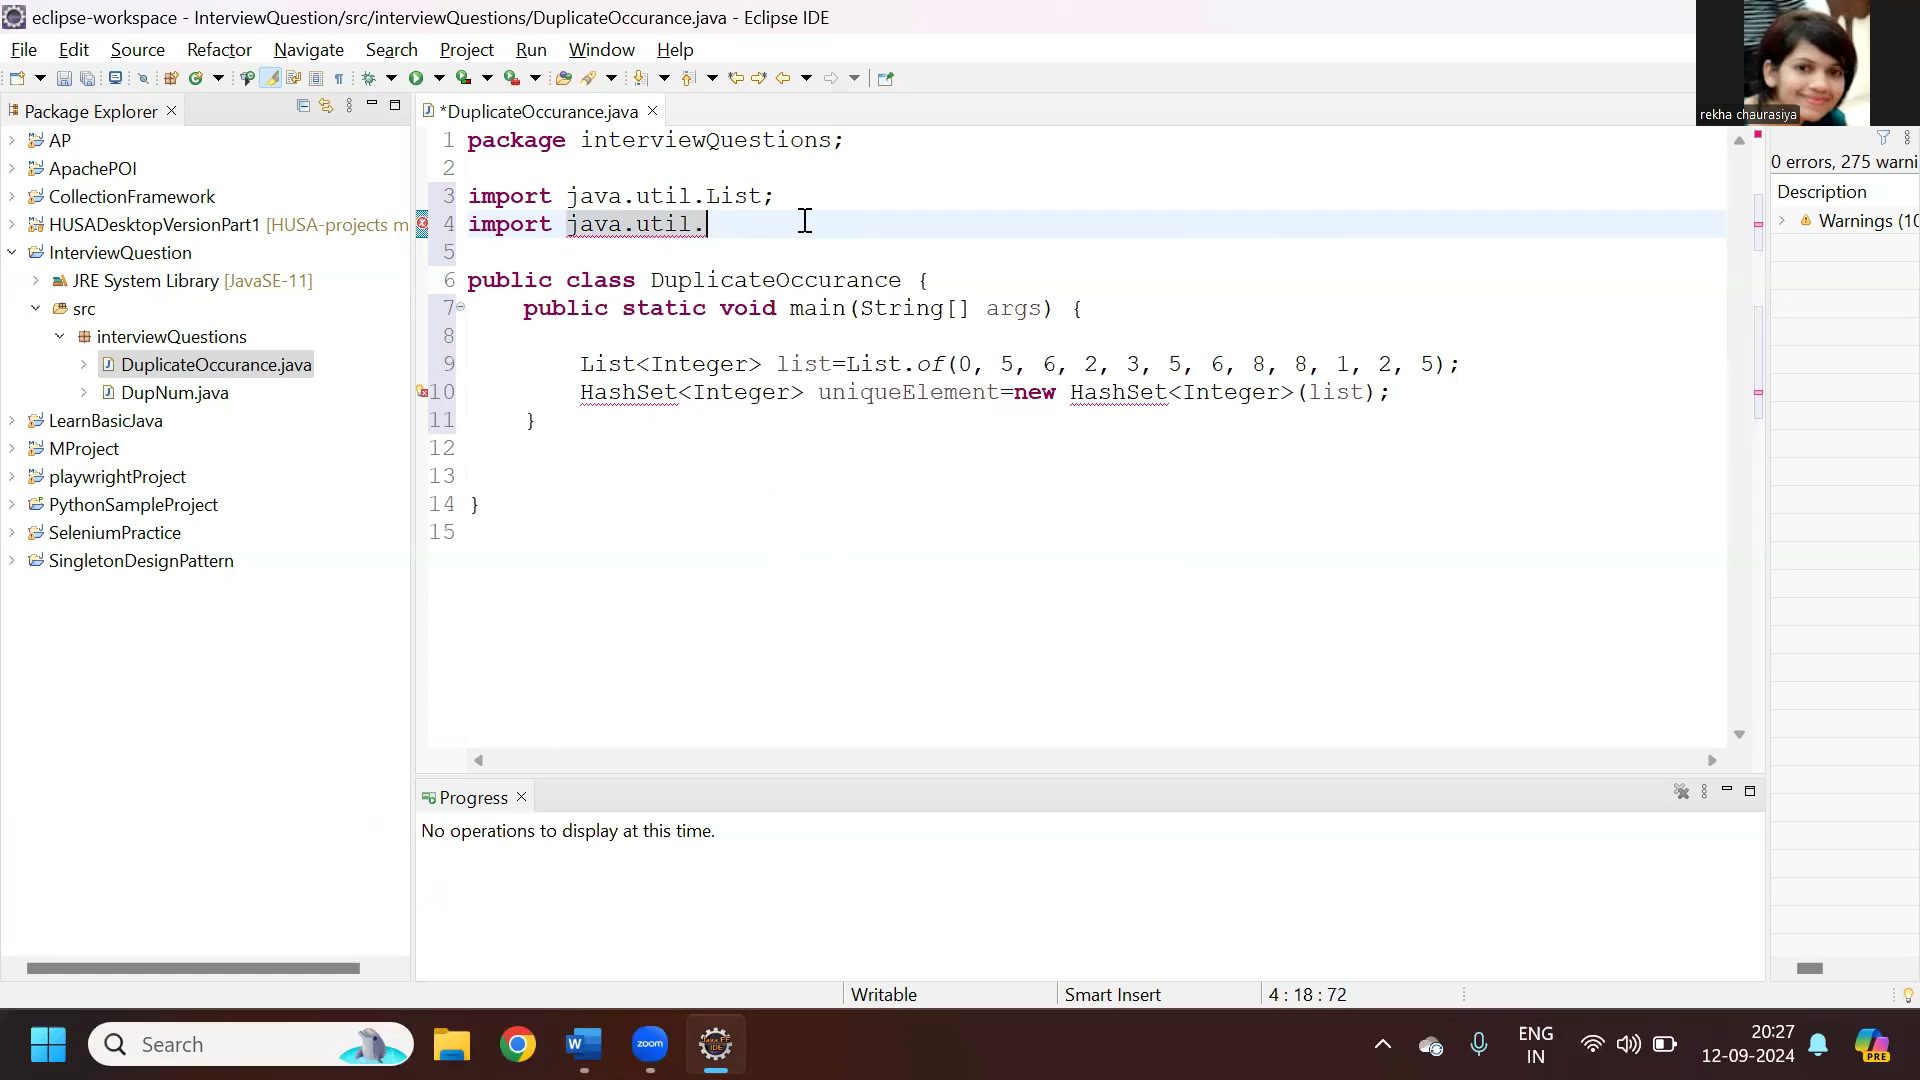 eclipse-workspace - InterviewQuestion/src/interviewQuestions/DuplicateOccurance.java - Eclipse IDE
File Edit Source Refactor Navigate Search Project Run Window Help
rekha chaurasiya
Package Explorer
AP
ApachePOI
CollectionFramework
HUSADesktopVersionPart1 [HUSA-projects m
InterviewQuestion
JRE System Library [JavaSE-11]
src
interviewQuestions
DuplicateOccurance.java
DupNum.java
LearnBasicJava
MProject
playwrightProject
PythonSampleProject
SeleniumPractice
SingletonDesignPattern
*DuplicateOccurance.java
1 package interviewQuestions;
2
3 import java.util.List;
4 import java.util.
5
6 public class DuplicateOccurance {
7 public static void main(String[] args) {
8
9 List<Integer> list=List.of(0, 5, 6, 2, 3, 5, 6, 8, 8, 1, 2, 5);
10 HashSet<Integer> uniqueElement=new HashSet<Integer>(list);
11 }
12
13
14 }
15
0 errors, 275 warni
Description
Warnings (10
Progress
No operations to display at this time.
Writable
Smart Insert
4 : 18 : 72
Search
W
zoom
Java EE
IDE
ENG
IN
20:27
12-09-2024
PRE